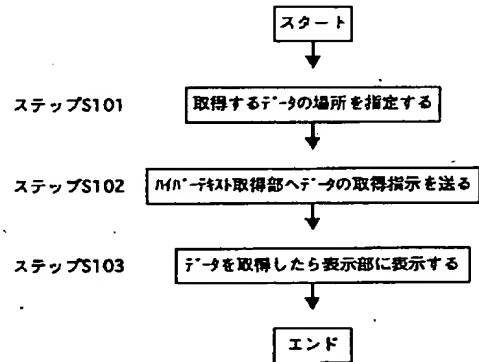 スタート
ステップS101 取得するﾃﾞｰﾀの場所を指定する
ステップS102 ﾊｲﾊﾟｰﾃｷｽﾄ取得部へﾃﾞｰﾀの取得指示を送る
ステップS103 ﾃﾞｰﾀを取得したら表示部に表示する
エンド